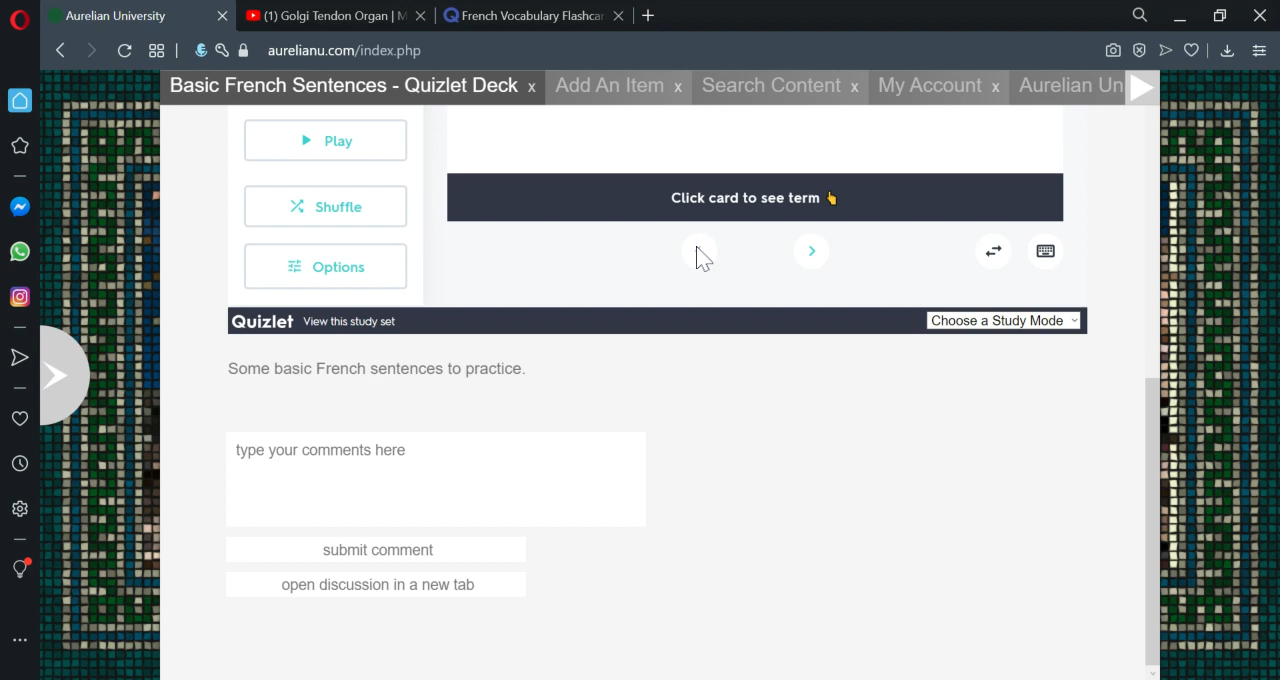 Aurelian University
(1) Golgi Tendon Organ | M
French Vocabulary Flashcar
aurelianu.com/index.php
Basic French Sentences - Quizlet Deck x
Add An Item x
Search Content x
My Account x
Aurelian Un
Play
Shuffle
Options
Click card to see term 👆
Quizlet View this study set
Choose a Study Mode
Some basic French sentences to practice.
type your comments here
submit comment
open discussion in a new tab